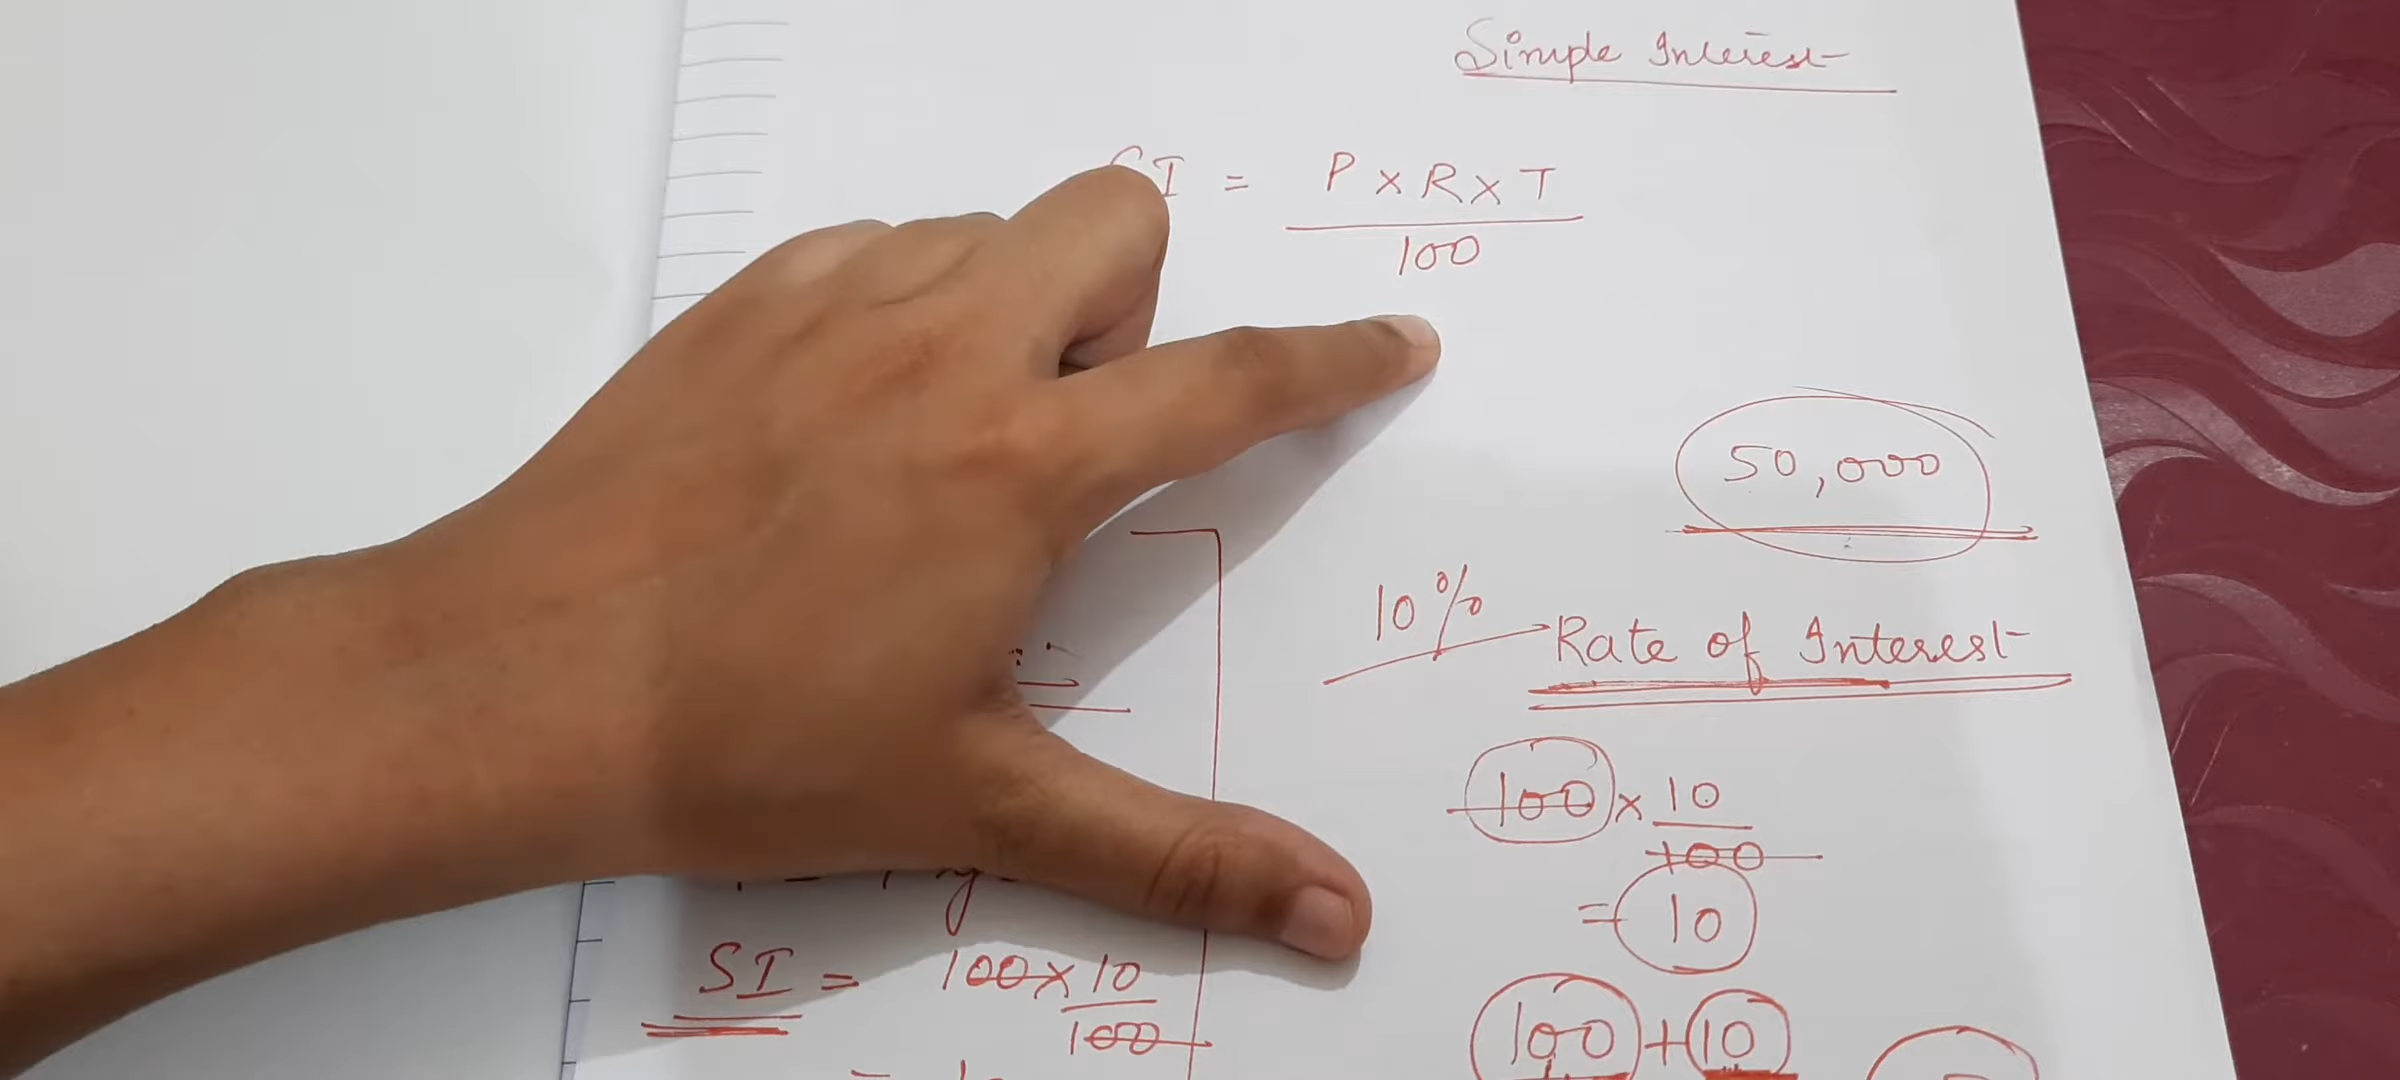 Simple Interest
SI = P x R x T
100
50,000
10% Rate of Interest
100 x 10
100
= 10
SI = 100 x 10
100
100 + 10